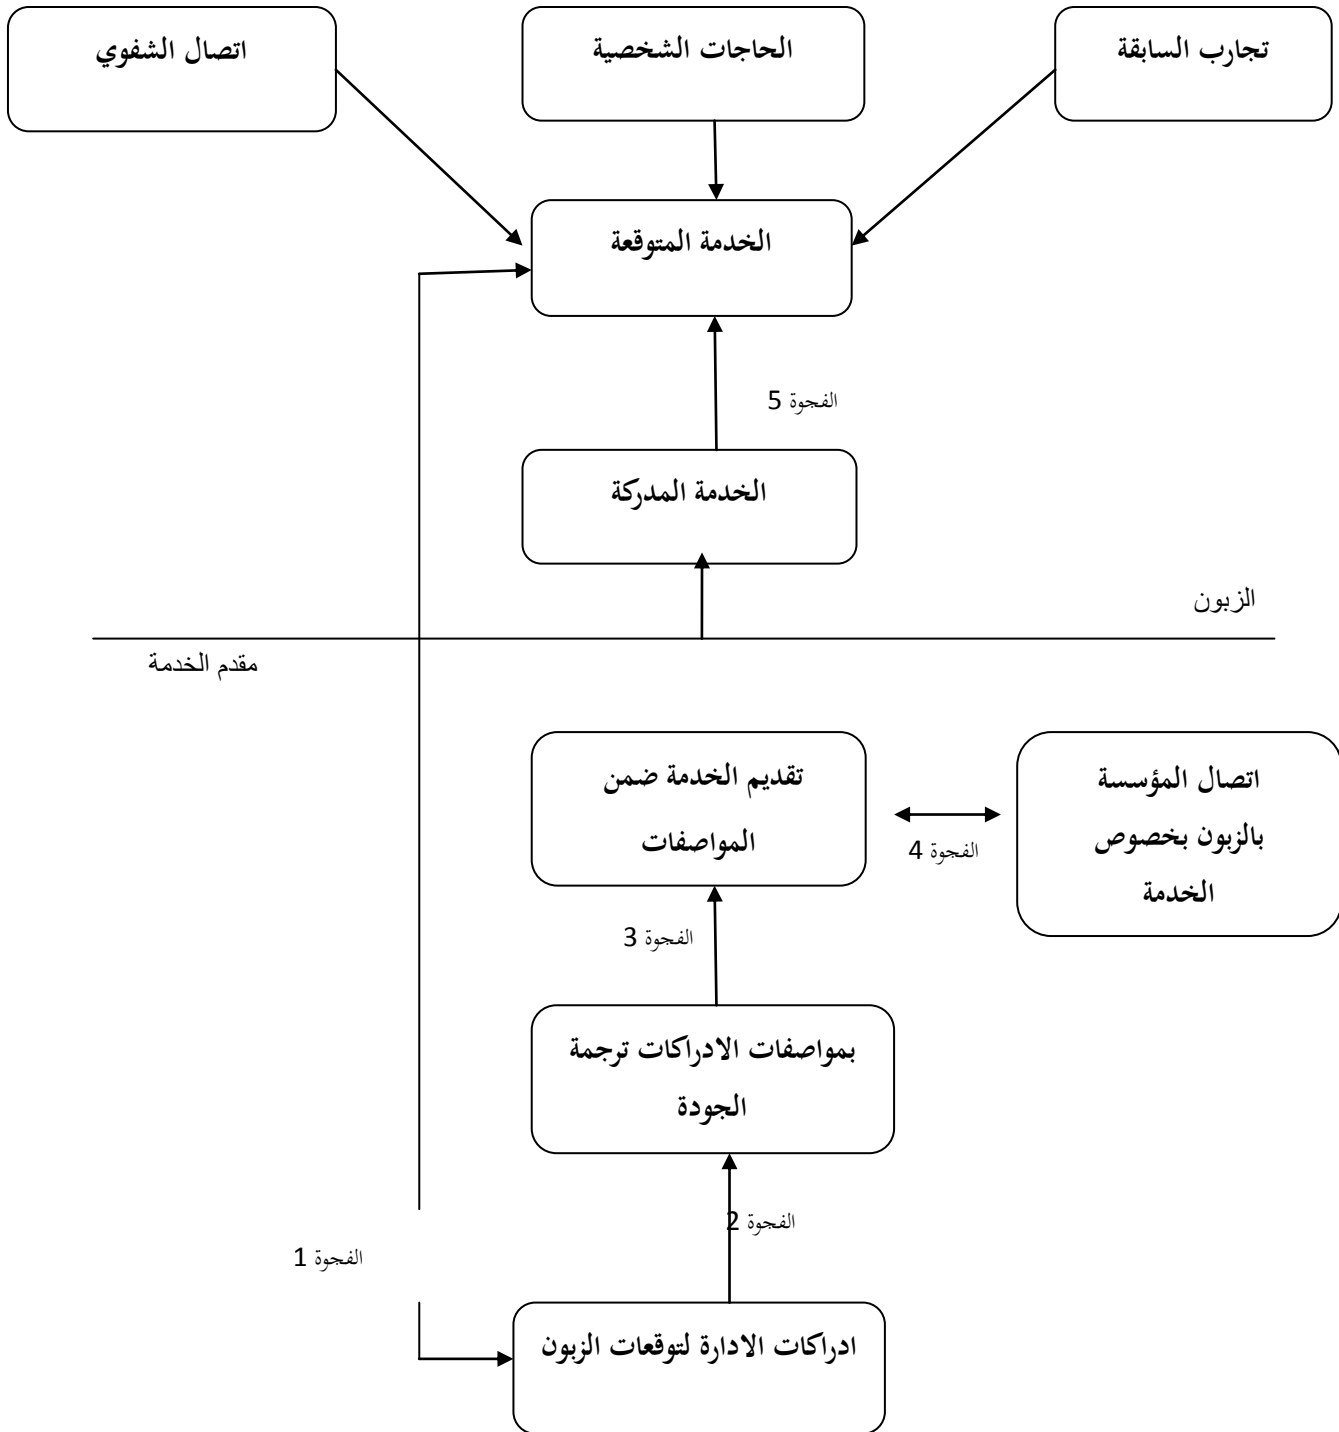 تجارب السابقة
الحاجات الشخصية
اتصال الشفوي
الخدمة المتوقعة
الفجوة 5
الخدمة المدركة
الزبون
مقدم الخدمة
اتصال المؤسسة
بالزبون بخصوص
الخدمة
الفجوة 4
تقديم الخدمة ضمن
المواصفات
الفجوة 3
بمواصفات الادراكات ترجمة
الجودة
الفجوة 2
الفجوة 1
ادراكات الادارة لتوقعات الزبون